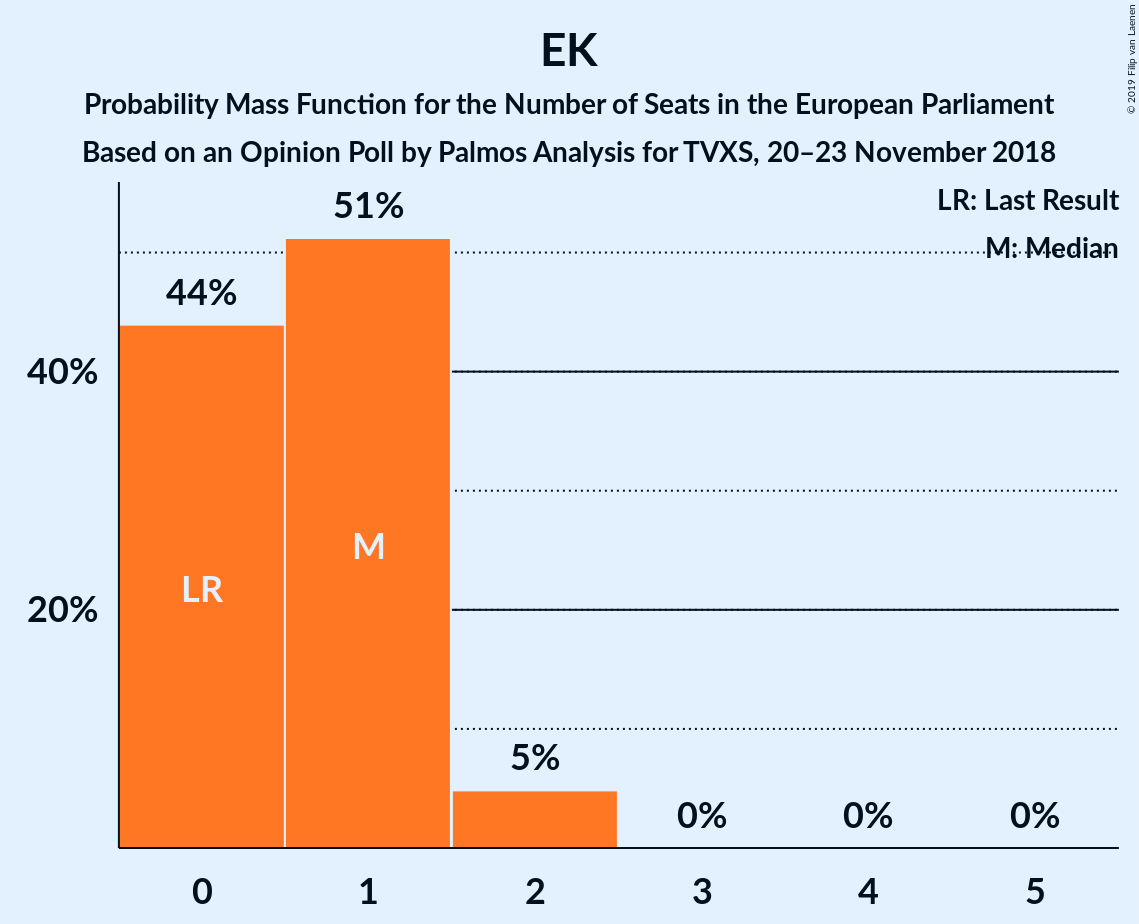 EK
Probability Mass Function for the Number of Seats in the European Parliament
Based on an Opinion Poll by Palmos Analysis for TVXS, 20–23 November 2018
LR: Last Result
M: Median
51%
44%
40%
M
LR
20%
5%
0% 0% 0%
0 1 2 3 4 5
© 2019 Filip van Laenen